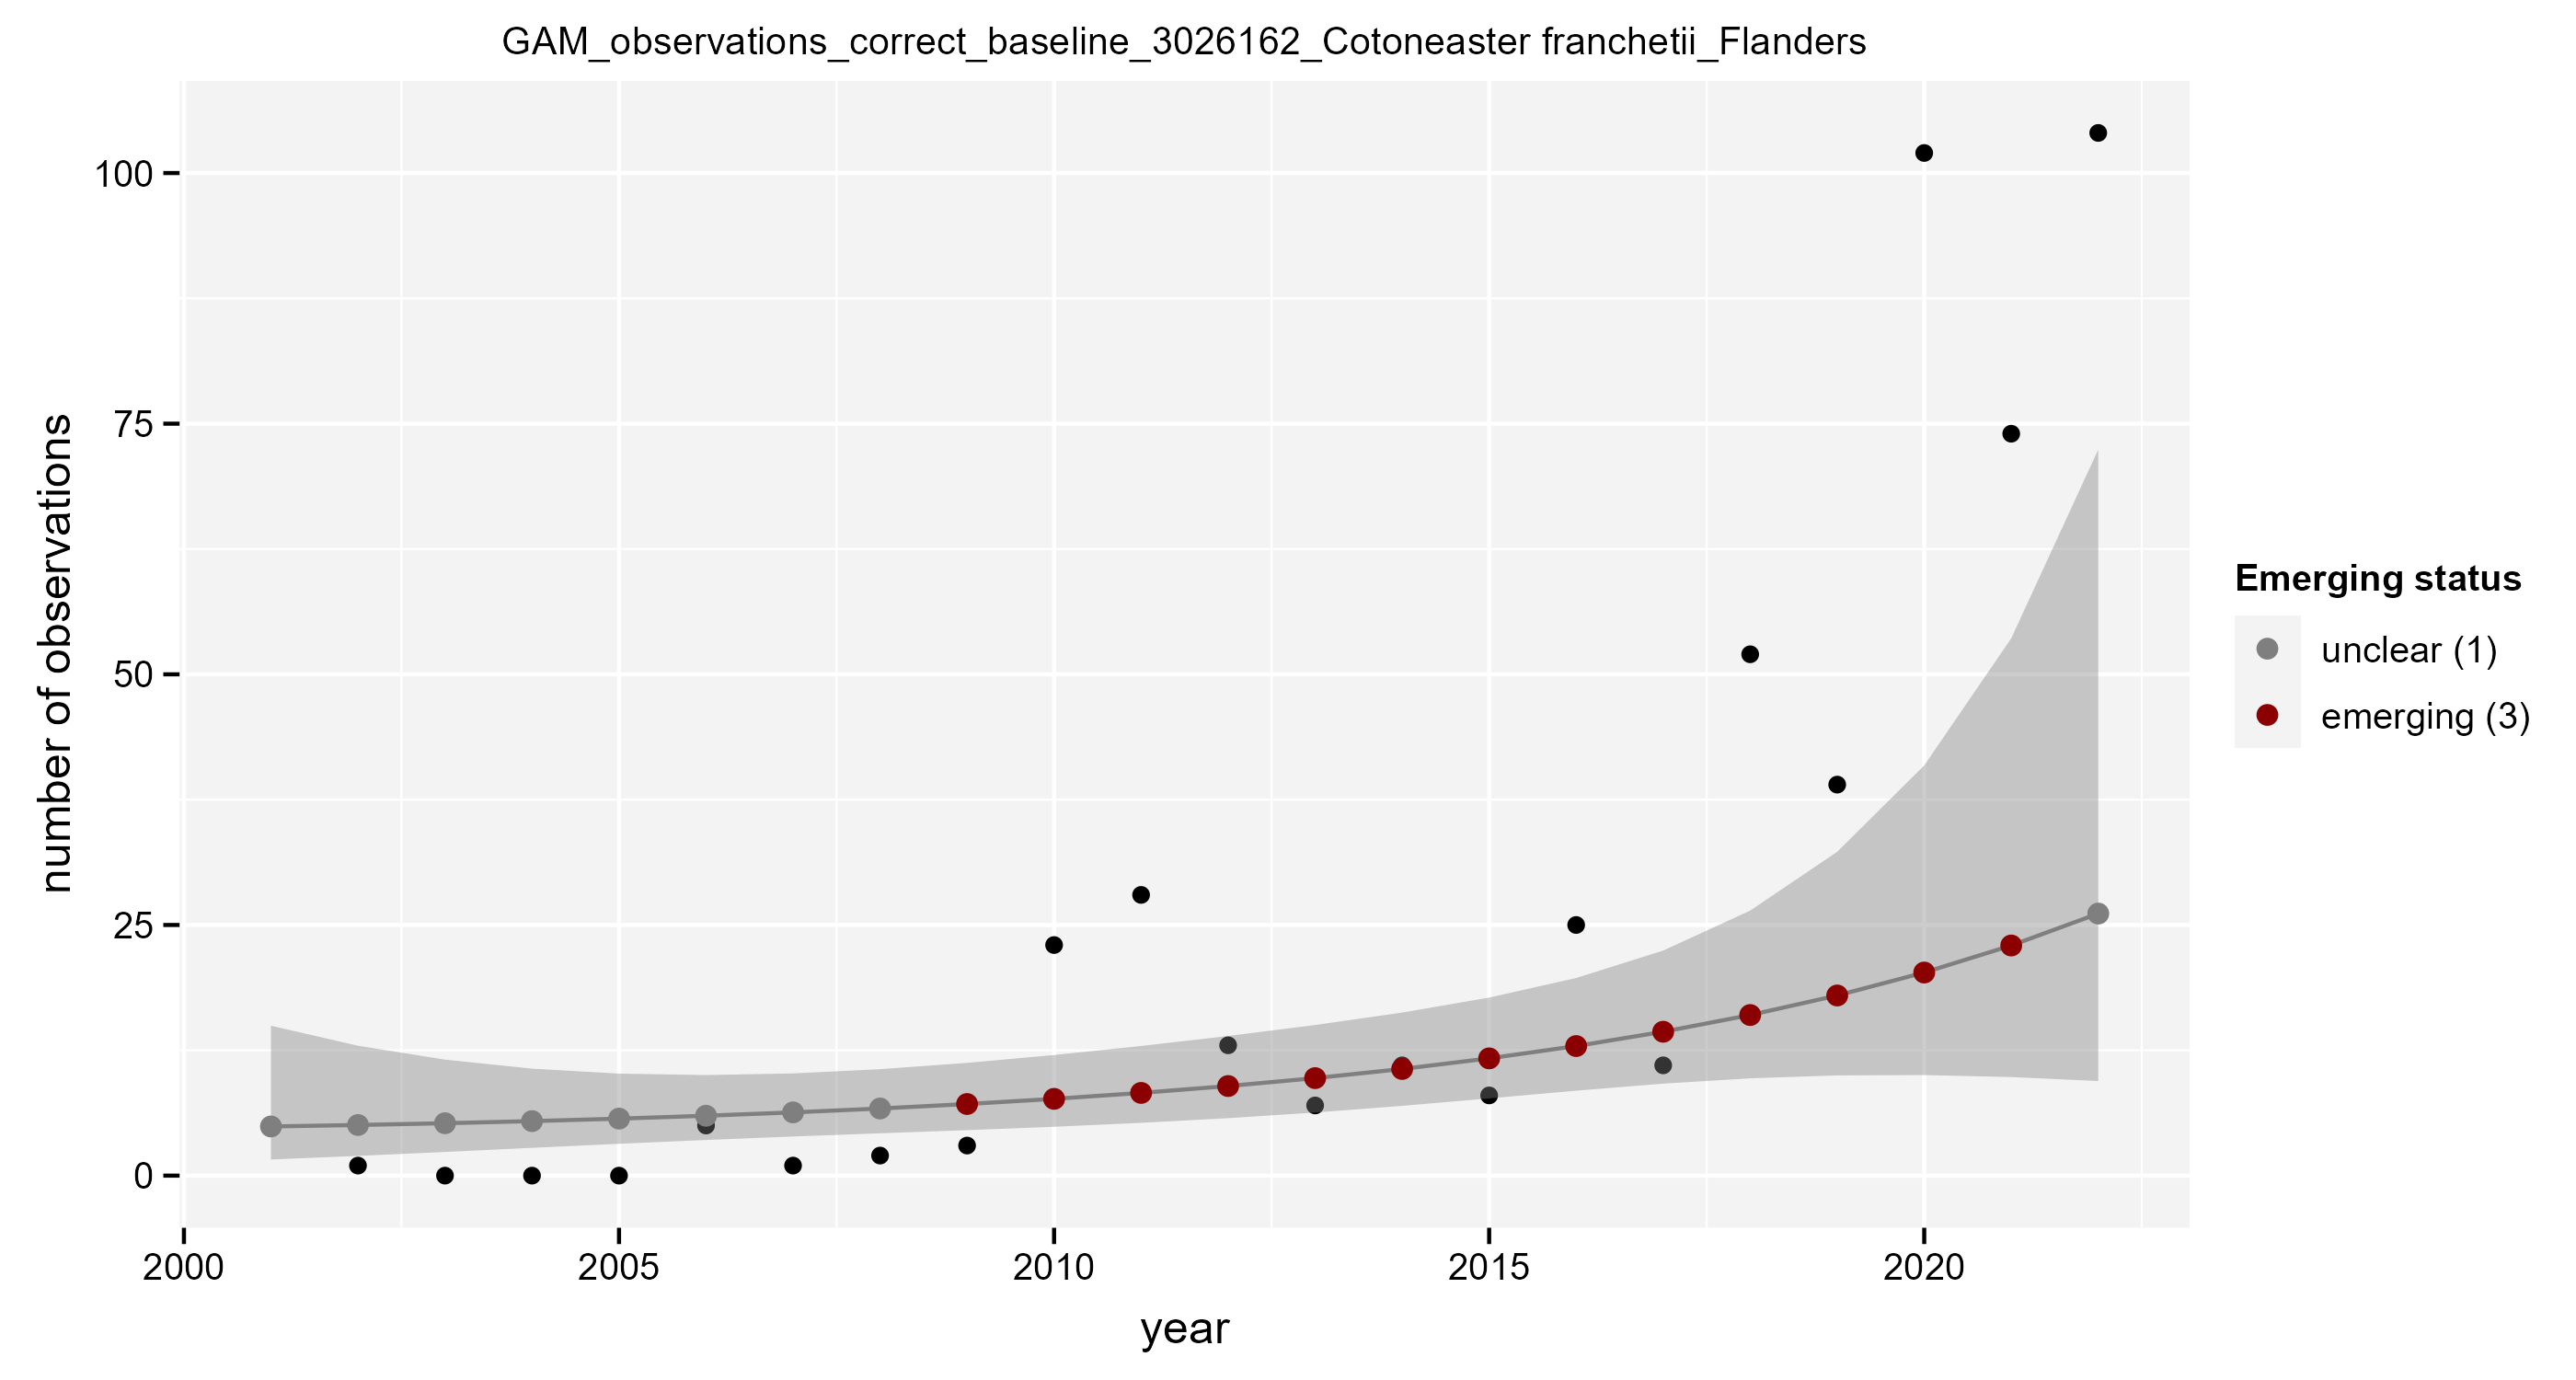 GAM_observations_correct_baseline_3026162_Cotoneaster franchetii_Flanders
100
75
50
25
0
number of observations
2000 2005 2010 2015 2020
year
Emerging status
unclear (1)
emerging (3)